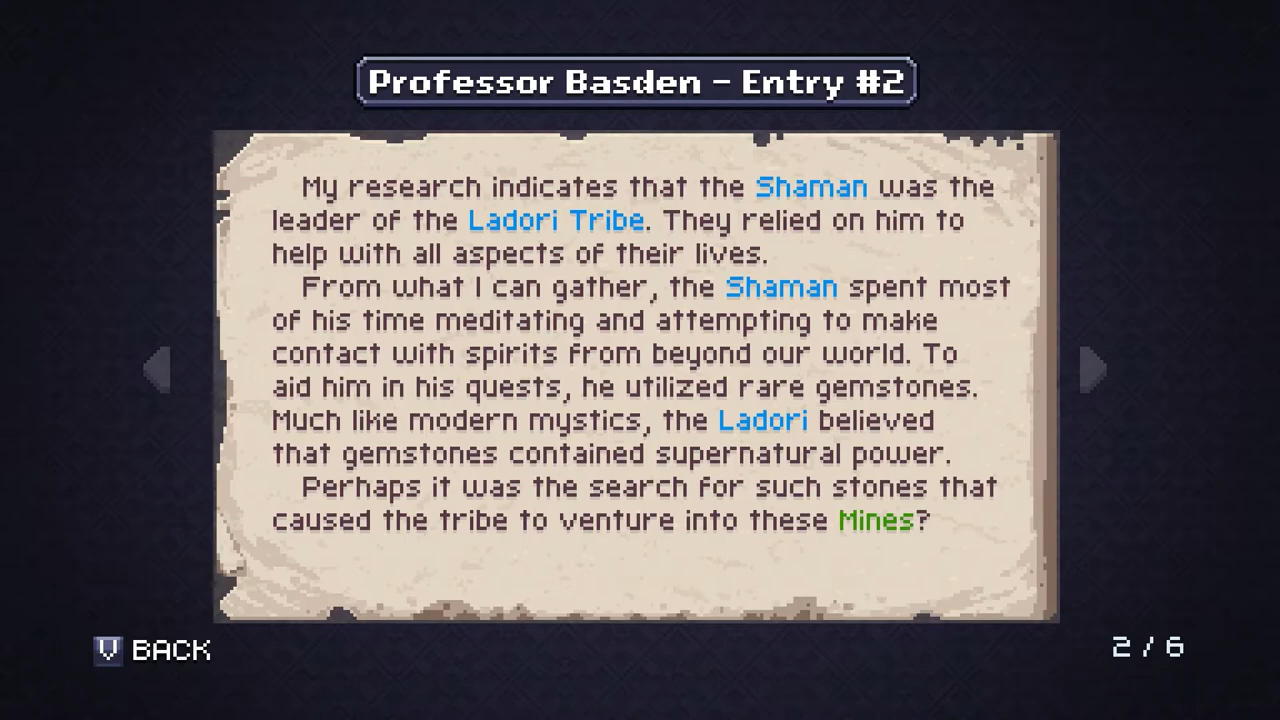 Professor Basden - Entry #2
My research indicates that the Shaman was the
leader of the Ladori Tribe. They relied on him to
help with all aspects of their lives.
From what I can gather, the Shaman spent most
of his time meditating and attempting to make
contact with spirits from beyond our world. To
aid him in his quests, he utilized rare gemstones.
Much like modern mystics, the Ladori believed
that gemstones contained supernatural power.
Perhaps it was the search for such stones that
caused the tribe to venture into these Mines?
V BACK
2 / 6